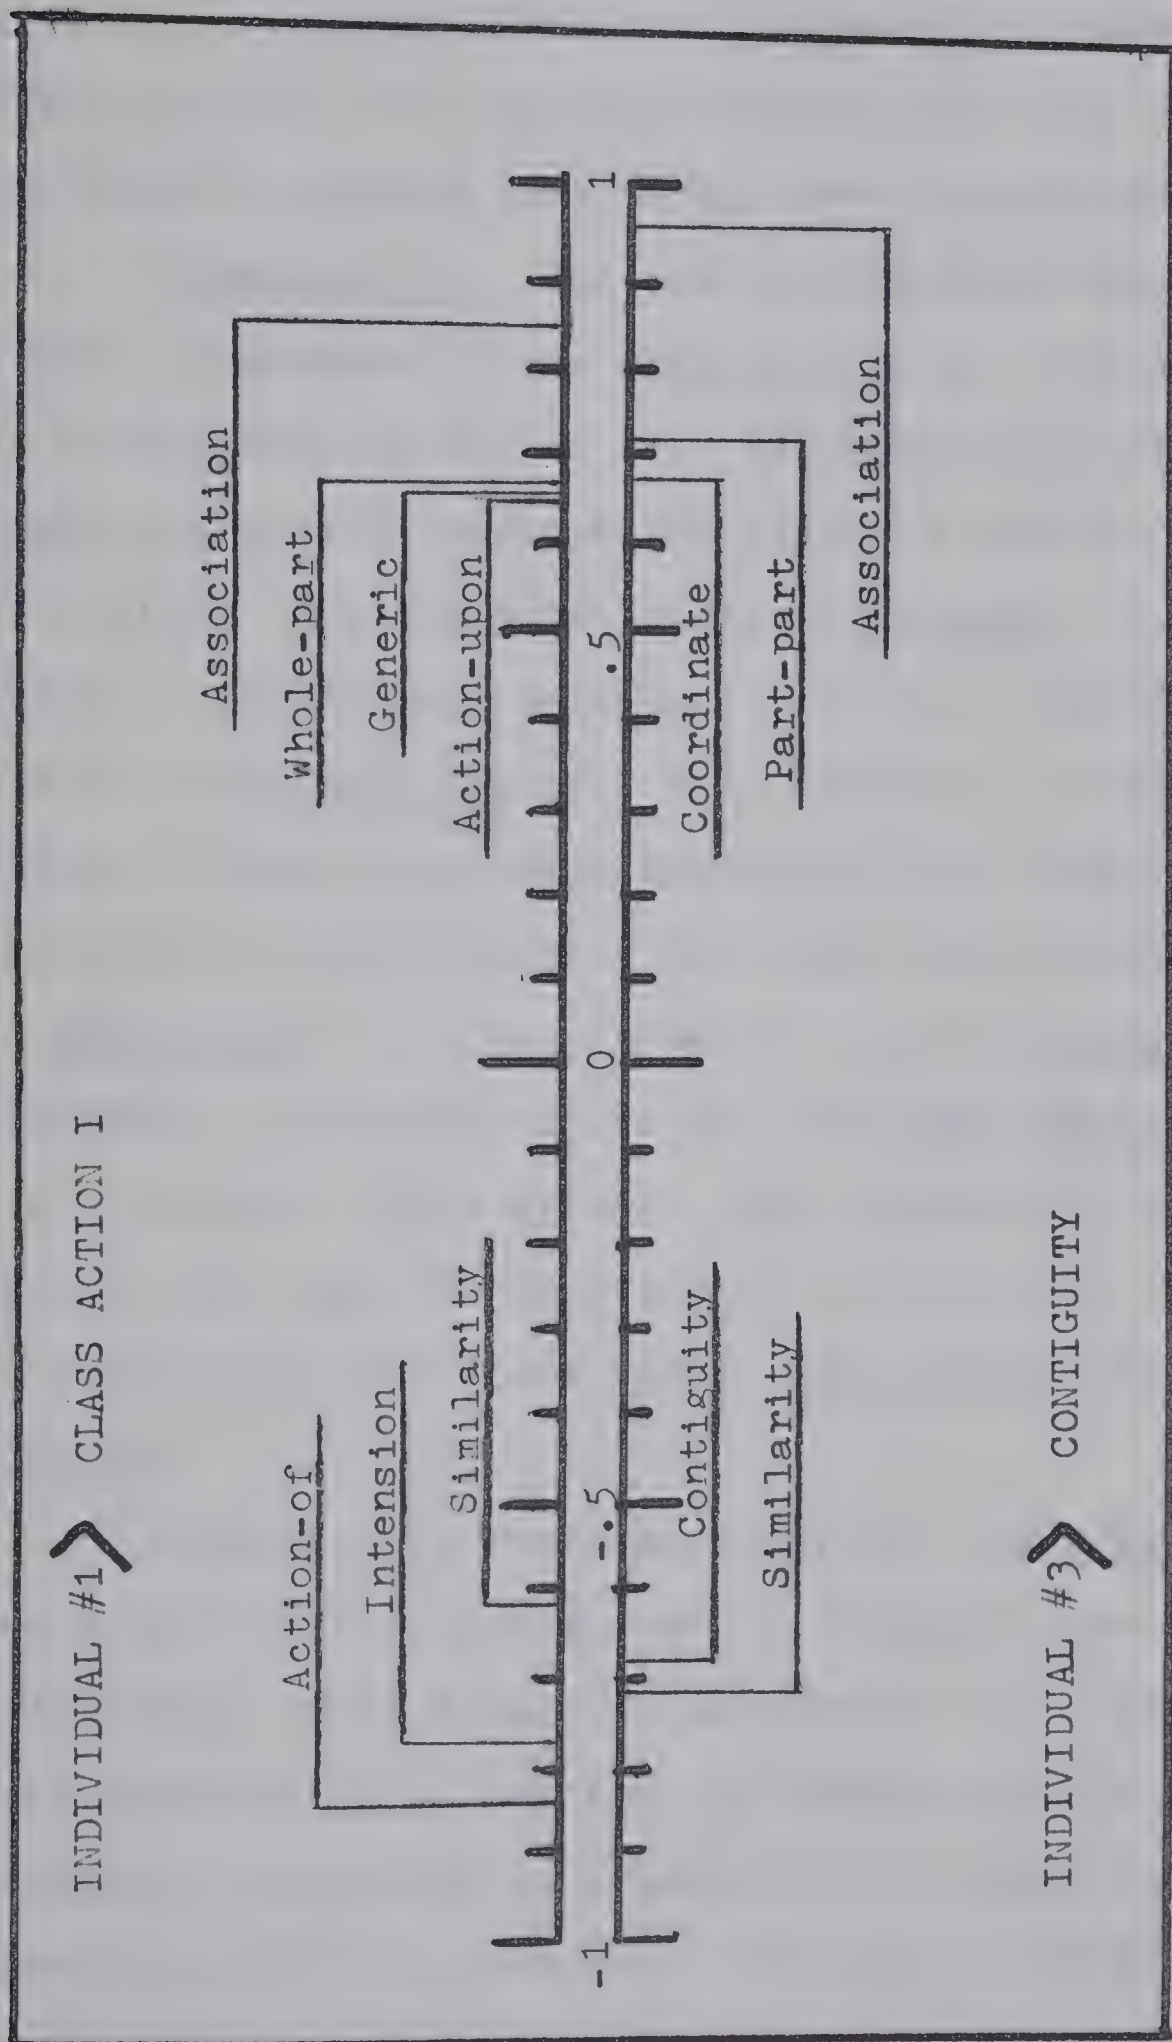 INDIVIDUAL #1 > CLASS ACTION I
Association
Whole-part
Action-of
Generic
Intension
Action-upon
Similarity
-1
-.5
0
.5
1
Contiguity
Coordinate
Similarity
Part-part
Association
INDIVIDUAL #3 > CONTIGUITY